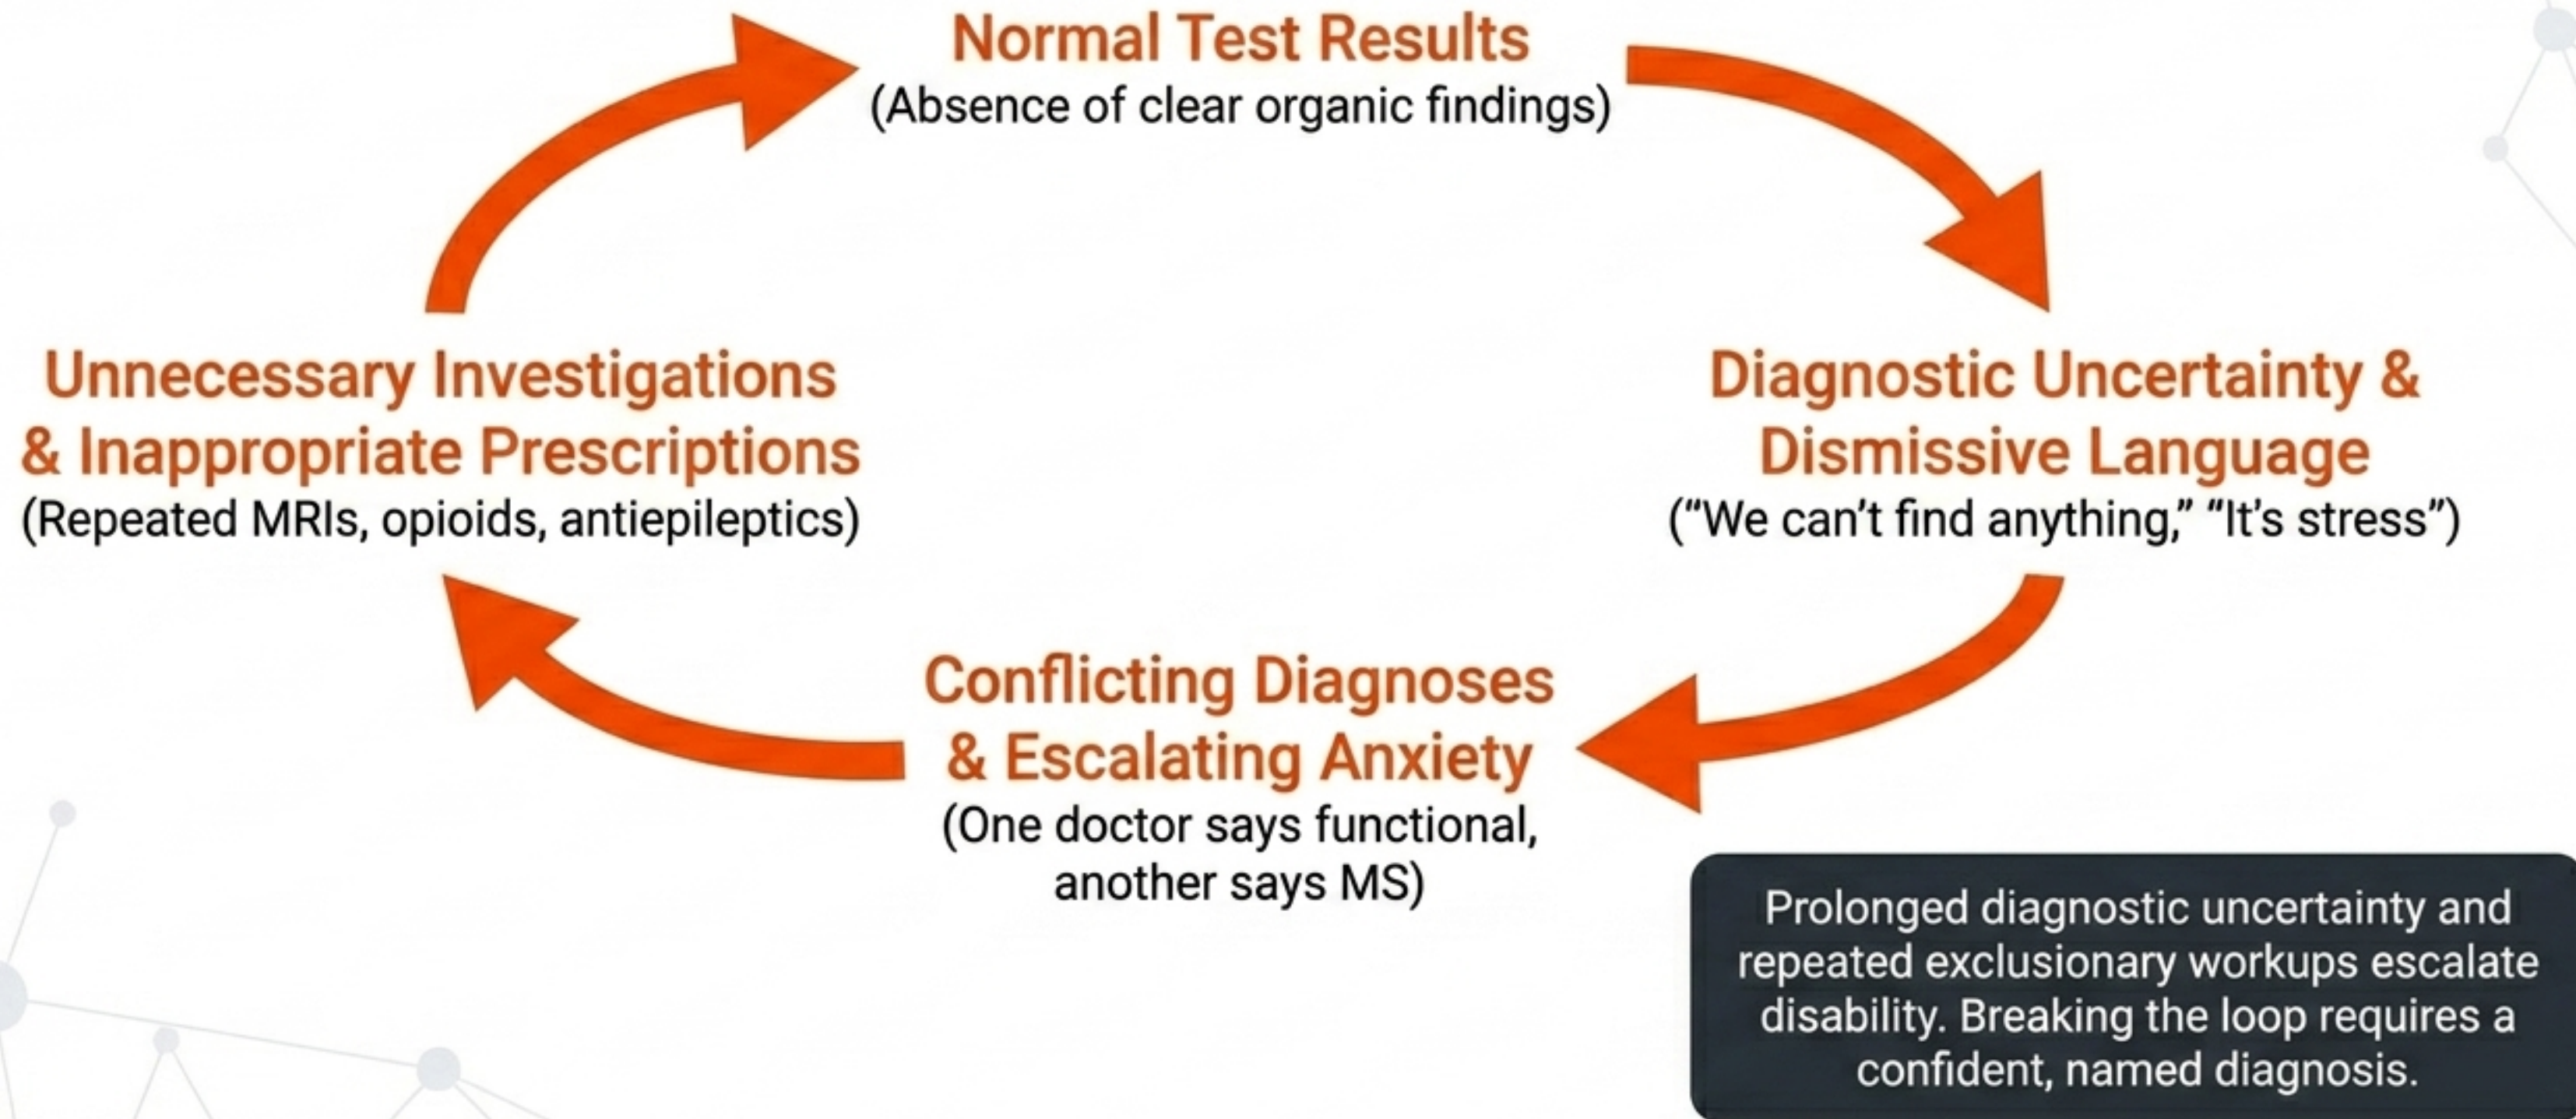 Normal Test Results
(Absence of clear organic findings)
Unnecessary Investigations
& Inappropriate Prescriptions
(Repeated MRIs, opioids, antiepileptics)
Diagnostic Uncertainty &
Dismissive Language
(“We can’t find anything,” “It’s stress”)
Conflicting Diagnoses
& Escalating Anxiety
(One doctor says functional,
another says MS)
Prolonged diagnostic uncertainty and
repeated exclusionary workups escalate
disability. Breaking the loop requires a
confident, named diagnosis.